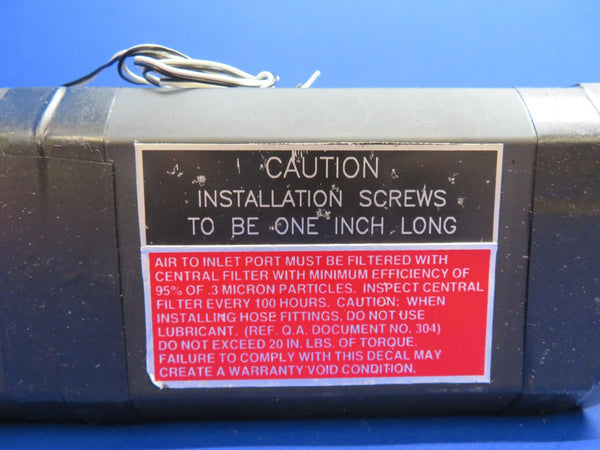 CAUTION
INSTALLATION SCREWS
TO BE ONE INCH LONG
AIR TO INLET PORT MUST BE FILTERED WITH
CENTRAL FILTER WITH MINIMUM EFFICIENCY OF
95% OF .3 MICRON PARTICLES. INSPECT CENTRAL
FILTER EVERY 100 HOURS. CAUTION: WHEN
INSTALLING HOSE FITTINGS, DO NOT USE
LUBRICANT. (REF. Q.A. DOCUMENT NO. 304)
DO NOT EXCEED 20 IN. LBS. OF TORQUE.
FAILURE TO COMPLY WITH THIS DECAL MAY
CREATE A WARRANTY VOID CONDITION.